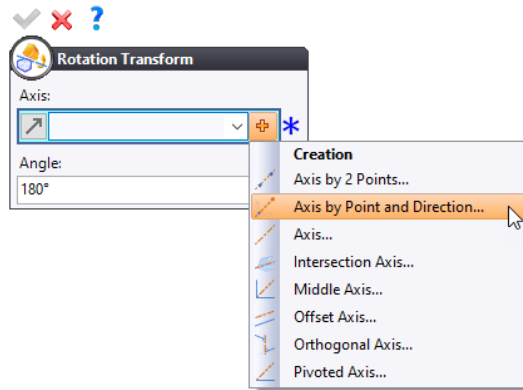 ?
Rotation Transform
Axis:
*
Angle:
180°
Creation
Axis by 2 Points...
Axis by Point and Direction...
Axis...
Intersection Axis...
Middle Axis...
Offset Axis...
Orthogonal Axis...
Pivoted Axis...